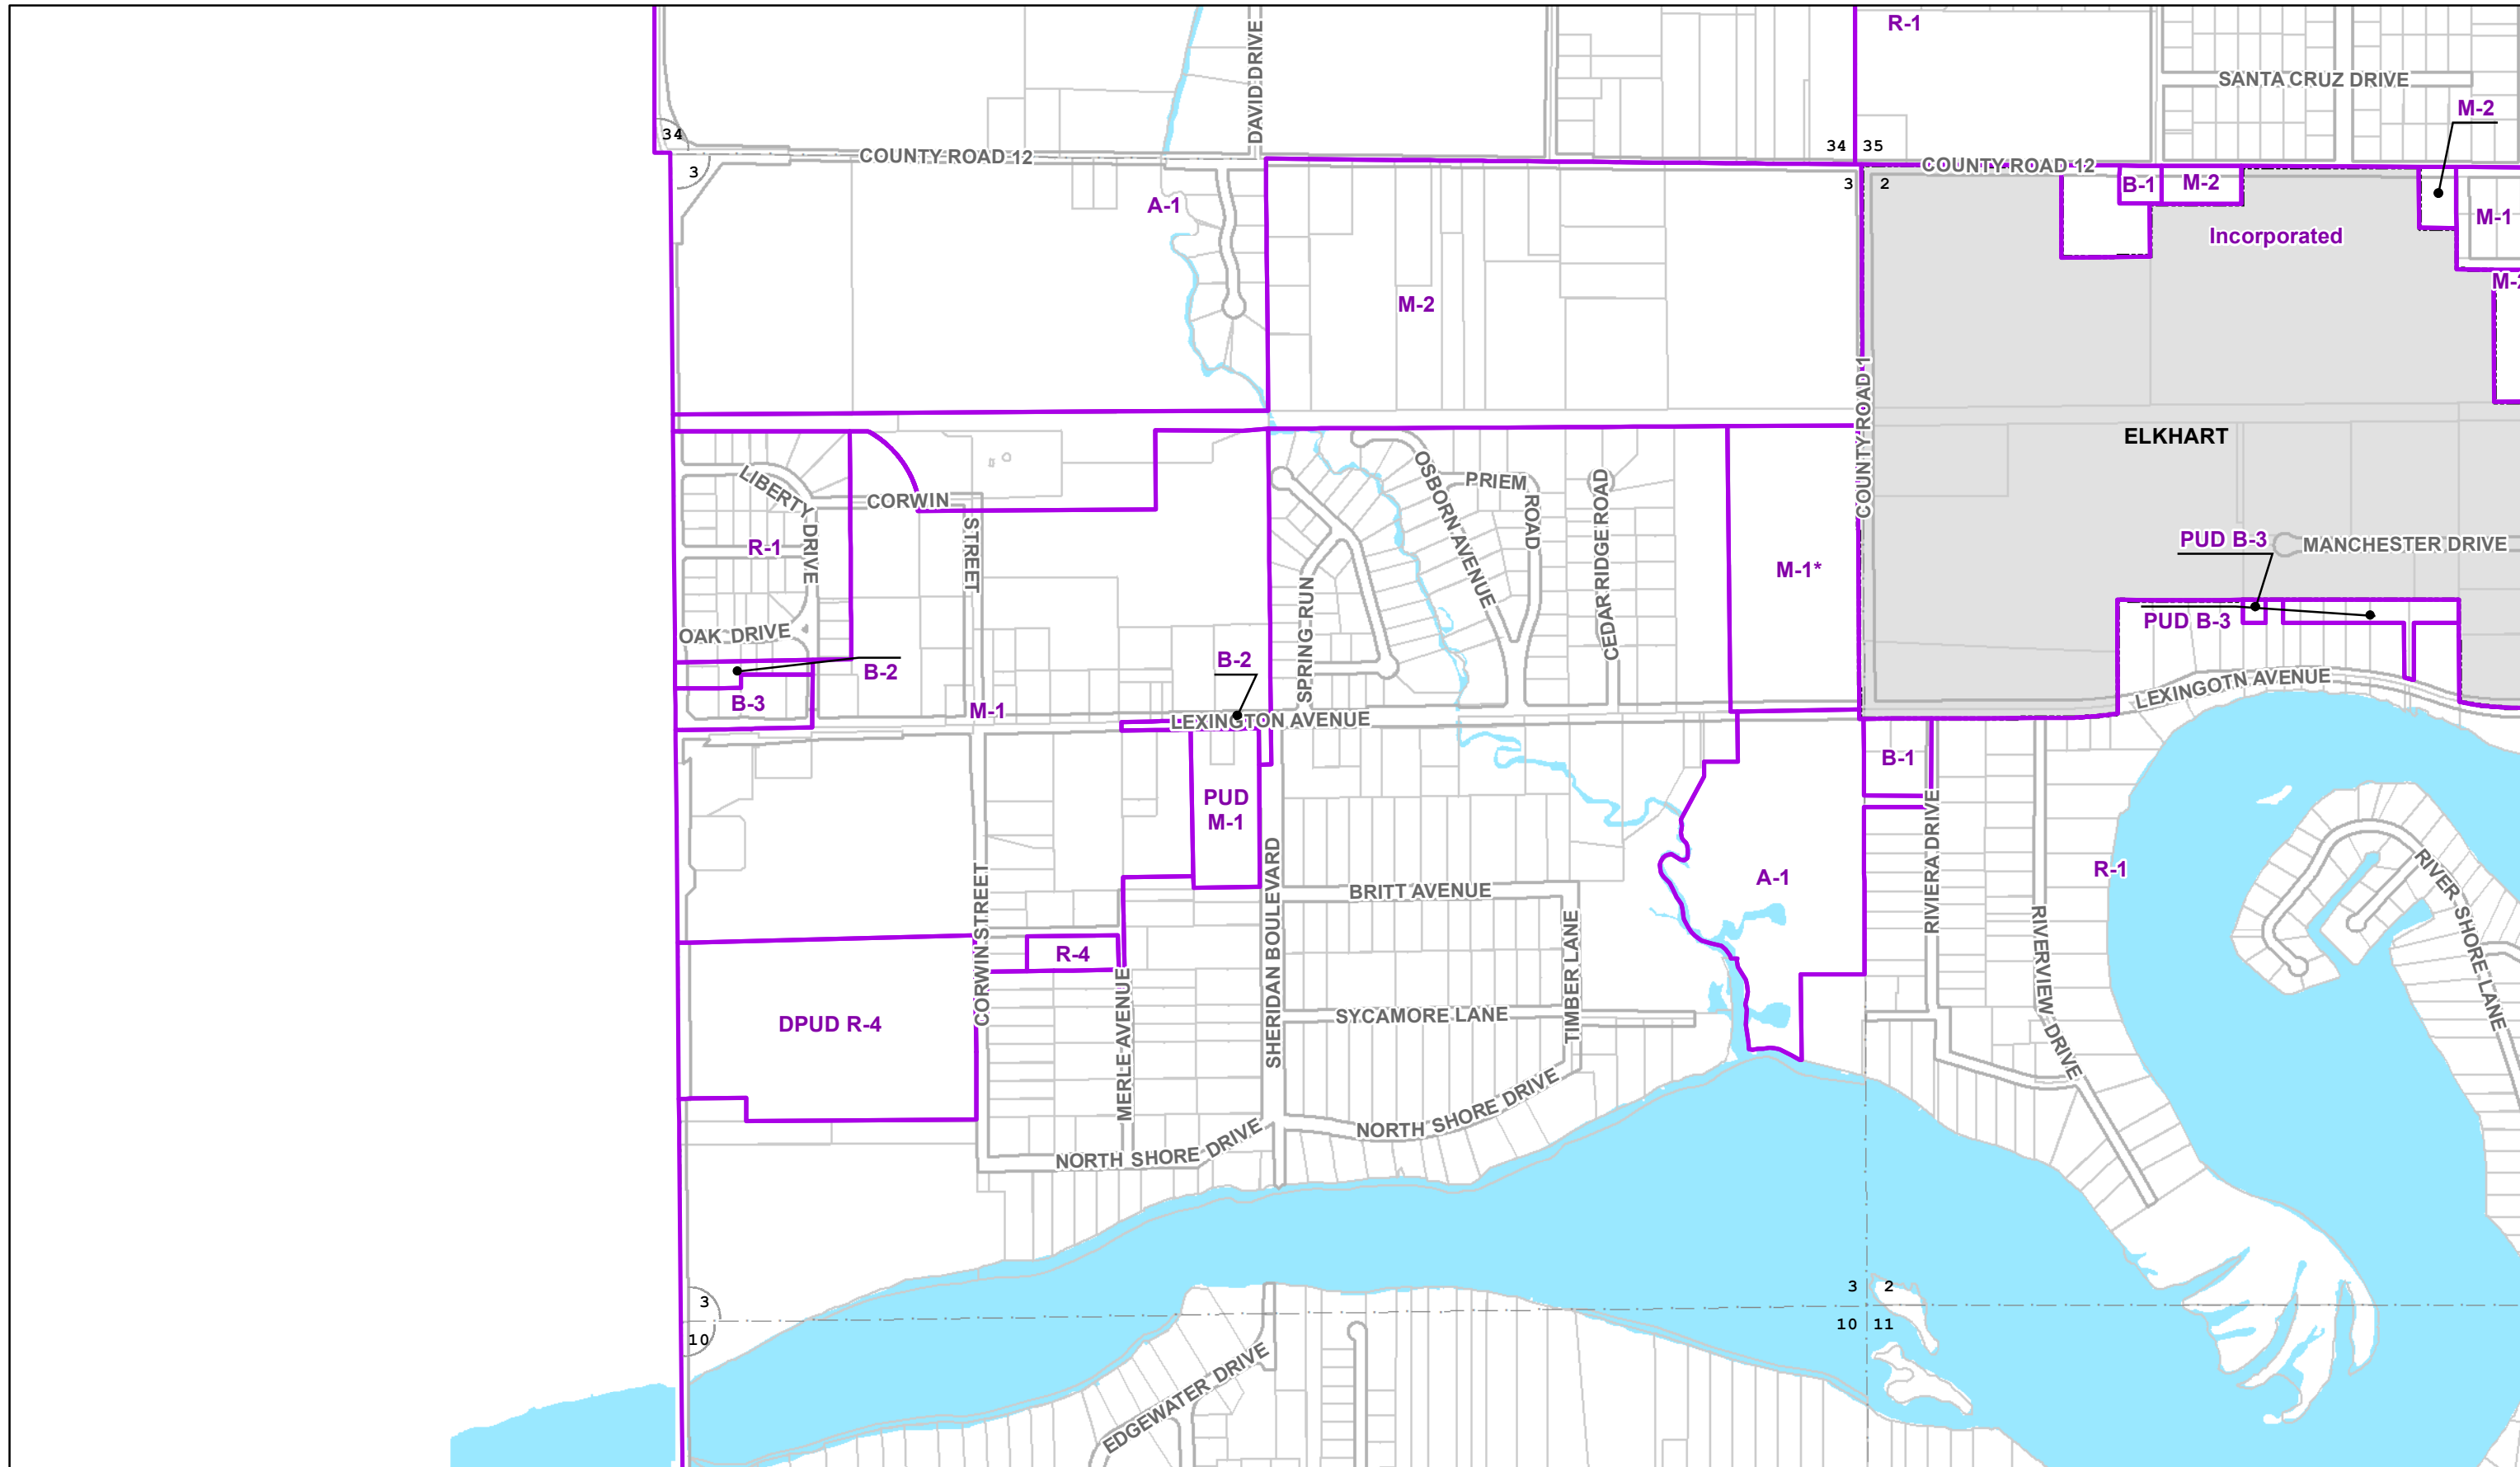 R-1
DAVID DRIVE
SANTA CRUZ DRIVE
M-2
34
3
COUNTY ROAD 12
34
35
COUNTY ROAD 12
3
2
B-1
M-2
A-1
M-1
Incorporated
M-2
COUNTY ROAD 1
ELKHART
LIBERTY
DRIVE
CORWIN
STREET
R-1
OSBORN AVENUE
PRIEM
ROAD
CEDAR RIDGE ROAD
M-1*
PUD B-3
MANCHESTER DRIVE
PUD B-3
OAK DRIVE
SPRING RUN
B-2
B-2
B-3
M-1
LEXINGTON AVENUE
LEXINGOTN AVENUE
B-1
PUD
M-1
RIVIERA DRIVE
A-1
R-1
RIVER SHORE LANE
BRITT AVENUE
SHERIDAN BOULEVARD
CORWIN STREET
R-4
TIMBER LANE
RIVERVIEW DRIVE
DPUD R-4
MERLE AVENUE
SYCAMORE LANE
NORTH SHORE DRIVE
NORTH SHORE DRIVE
3
10
3
2
10
11
EDGEWATER DRIVE